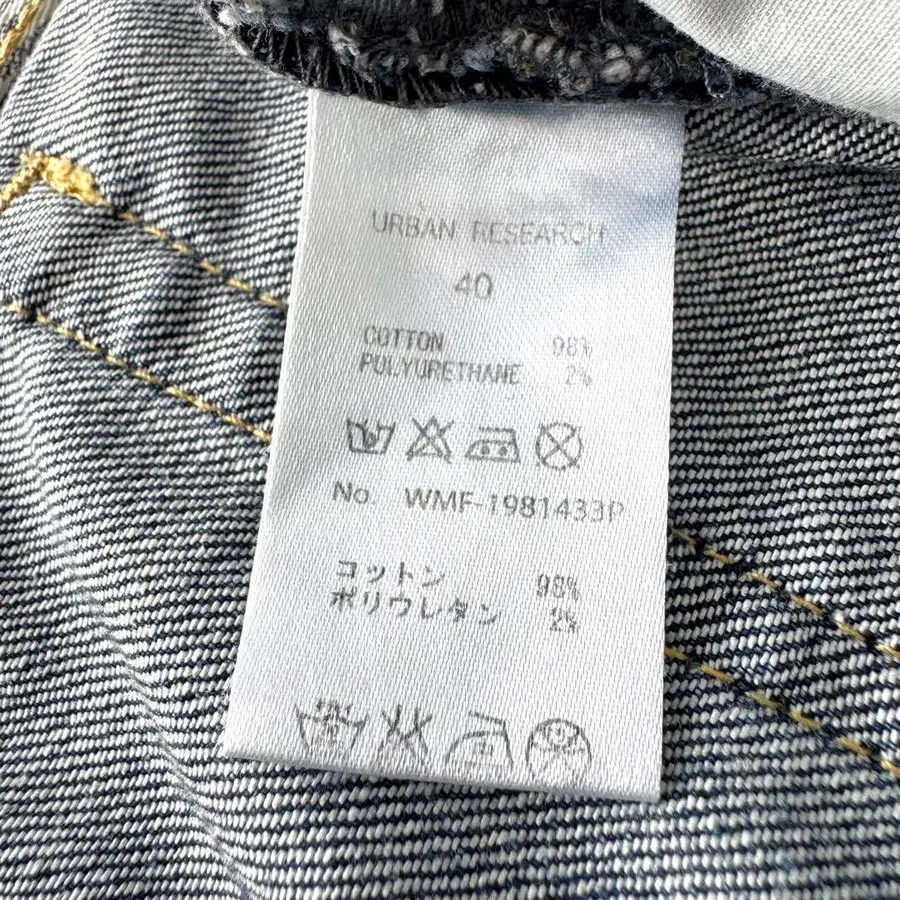 URBAN RESEARCH
40
COTTON 98%
POLYURETHANE 2%
No. WMF-1981433P
コットン 98%
ポリウレタン 2%